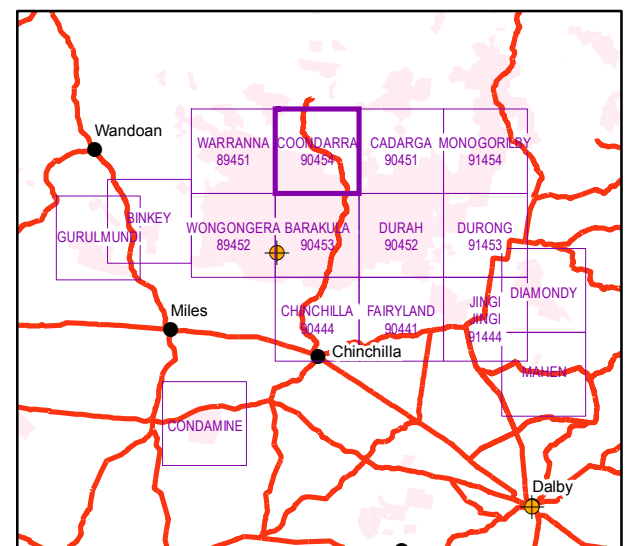 Wandoan
WARRANNA
89451
COONDARRA
90454
CADARGA
90451
MONOGORILBY
91454
BINKEY
GURULMUNDI
WONGONGERA
89452
BARAKULA
90453
DURAH
90452
DURONG
91453
DIAMONDY
Miles
CHINCHILLA
90444
FAIRYLAND
90441
JINGI
JINGI
91444
Chinchilla
MAHEN
CONDAMINE
Dalby